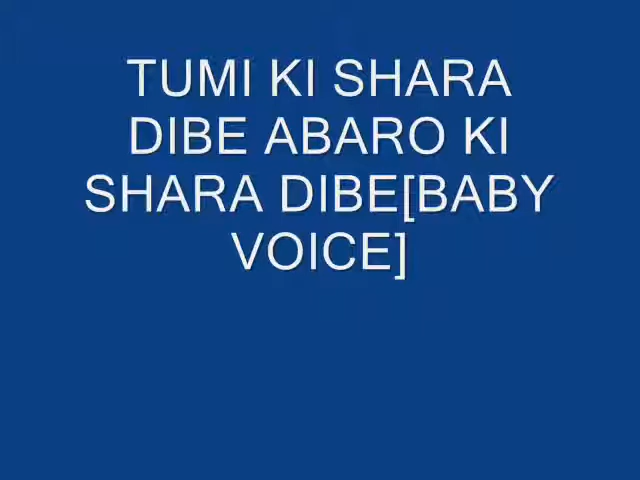 TUMI KI SHARA
DIBE ABARO KI
SHARA DIBE[BABY
VOICE]